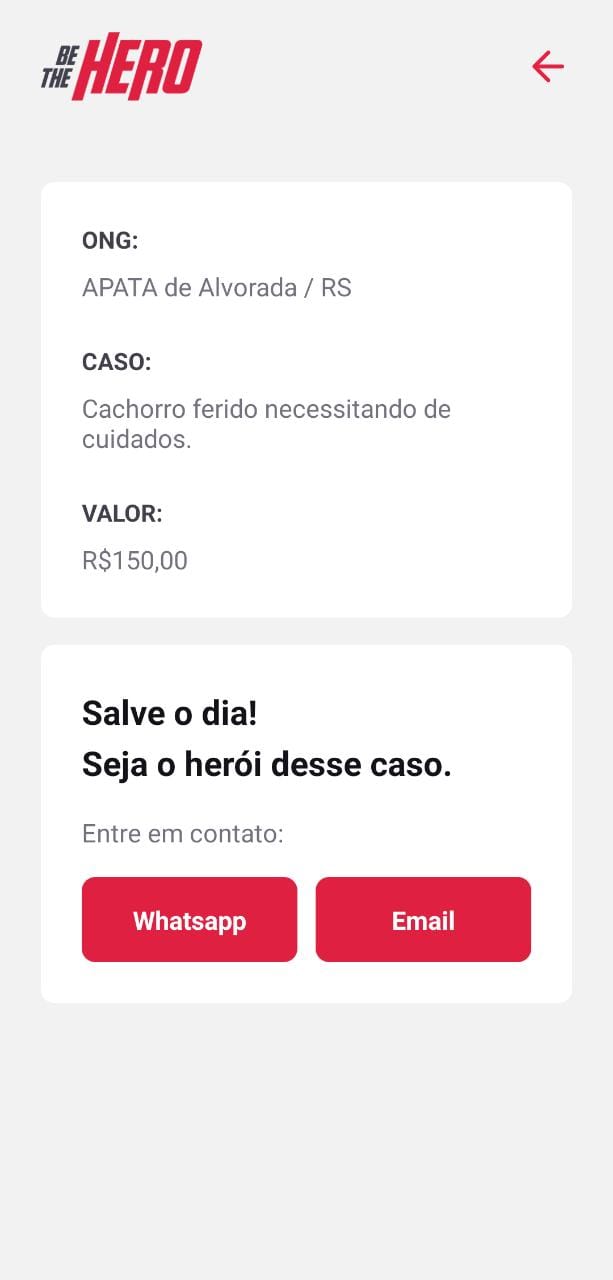 BE THE HERO
ONG:
APATA de Alvorada / RS
CASO:
Cachorro ferido necessitando de
cuidados.
VALOR:
R$150,00
Salve o dia!
Seja o herói desse caso.
Entre em contato:
Whatsapp
Email